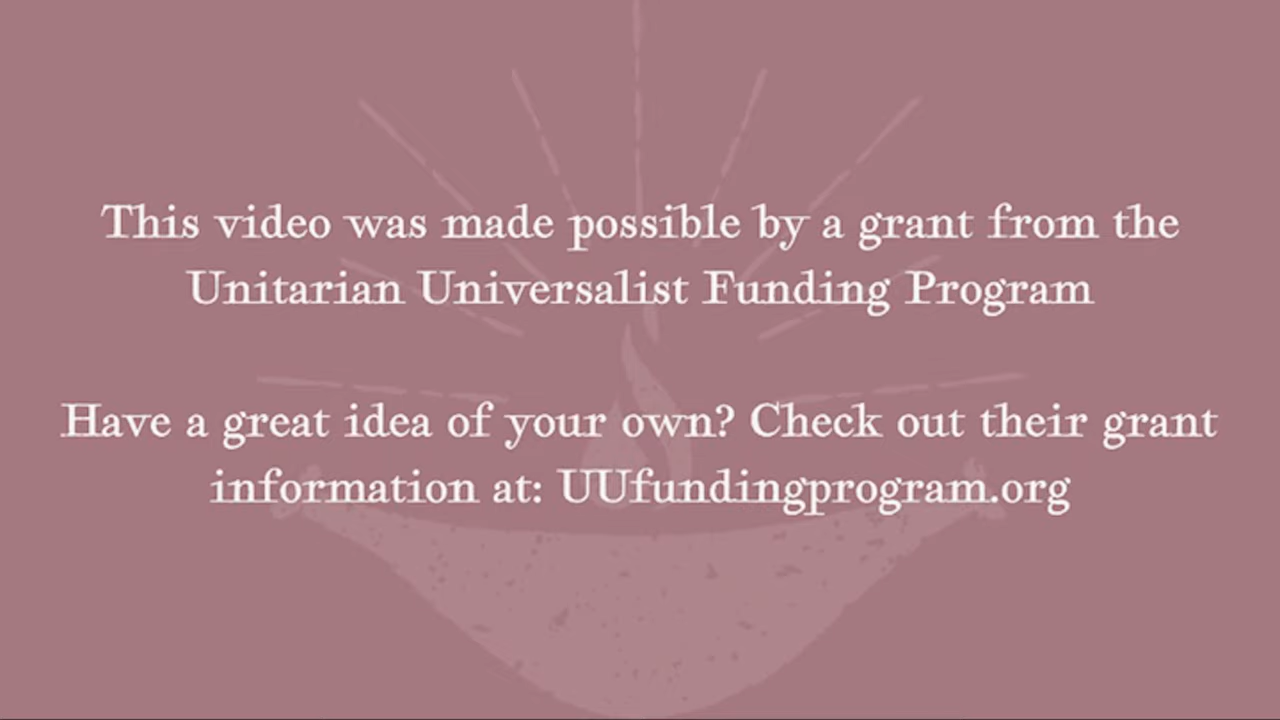 This video was made possible by a grant from the
Unitarian Universalist Funding Program
Have a great idea of your own? Check out their grant
information at: UUfundingprogram.org